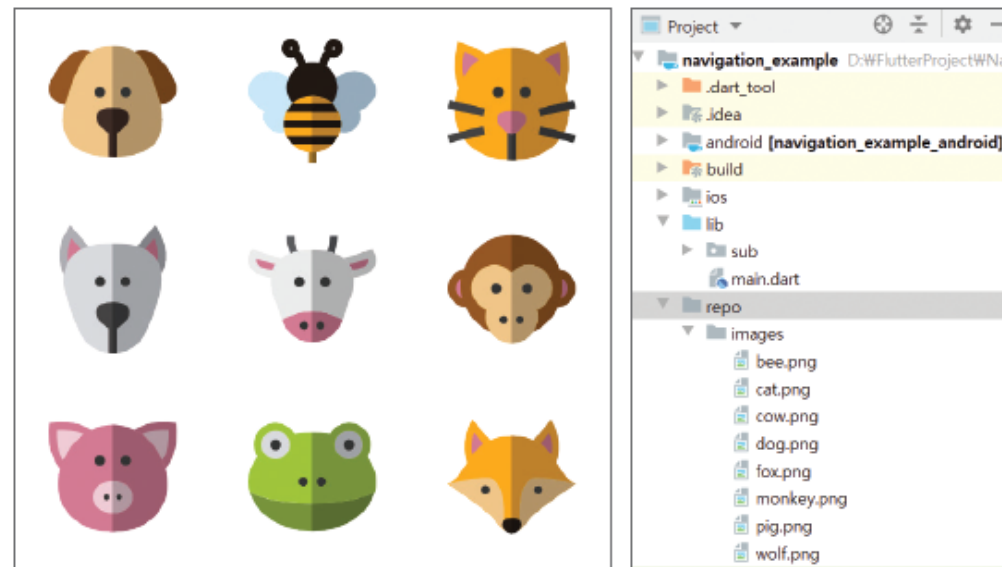 Project
navigation_example D:₩FlutterProject₩Na
.dart_tool
.idea
android [navigation_example_android]
build
ios
lib
sub
main.dart
repo
images
bee.png
cat.png
cow.png
dog.png
fox.png
monkey.png
pig.png
wolf.png